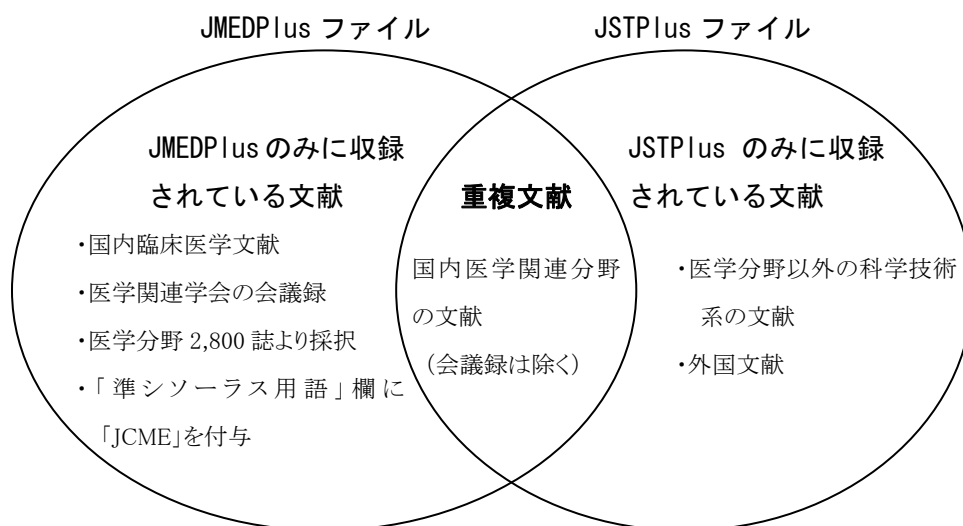 JMEDPlus ファイル
JSTPlus ファイル
JMEDPlus のみに収録
されている文献
・国内臨床医学文献
・医学関連学会の会議録
・医学分野 2,800 誌より採択
・「準シソーラス用語」欄に
「JCME」を付与
重複文献
国内医学関連分野
の文献
(会議録は除く)
JSTPlus のみに収録
されている文献
・医学分野以外の科学技術
系の文献
・外国文献